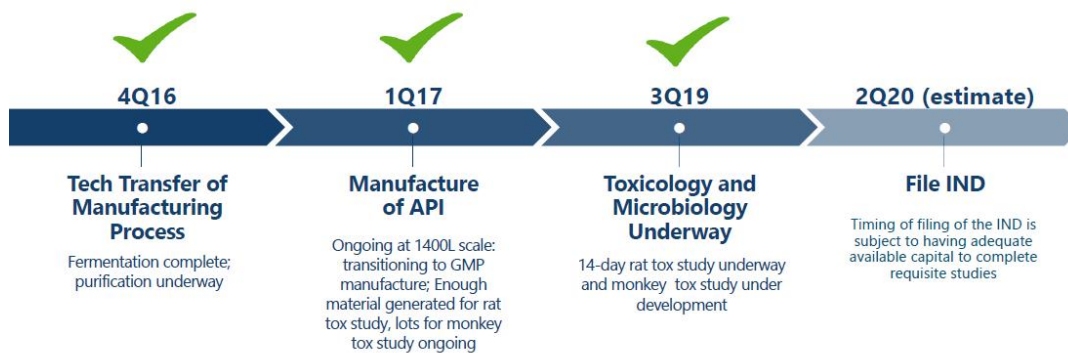 4Q16
Tech Transfer of
Manufacturing
Process
Fermentation complete;
purification underway
1Q17
Manufacture
of API
Ongoing at 1400L scale:
transitioning to GMP
manufacture; Enough
material generated for rat
tox study, lots for monkey
tox study ongoing
3Q19
Toxicology and
Microbiology
Underway
14-day rat tox study underway
and monkey tox study under
development
2Q20 (estimate)
File IND
Timing of filing of the IND is
subject to having adequate
available capital to complete
requisite studies